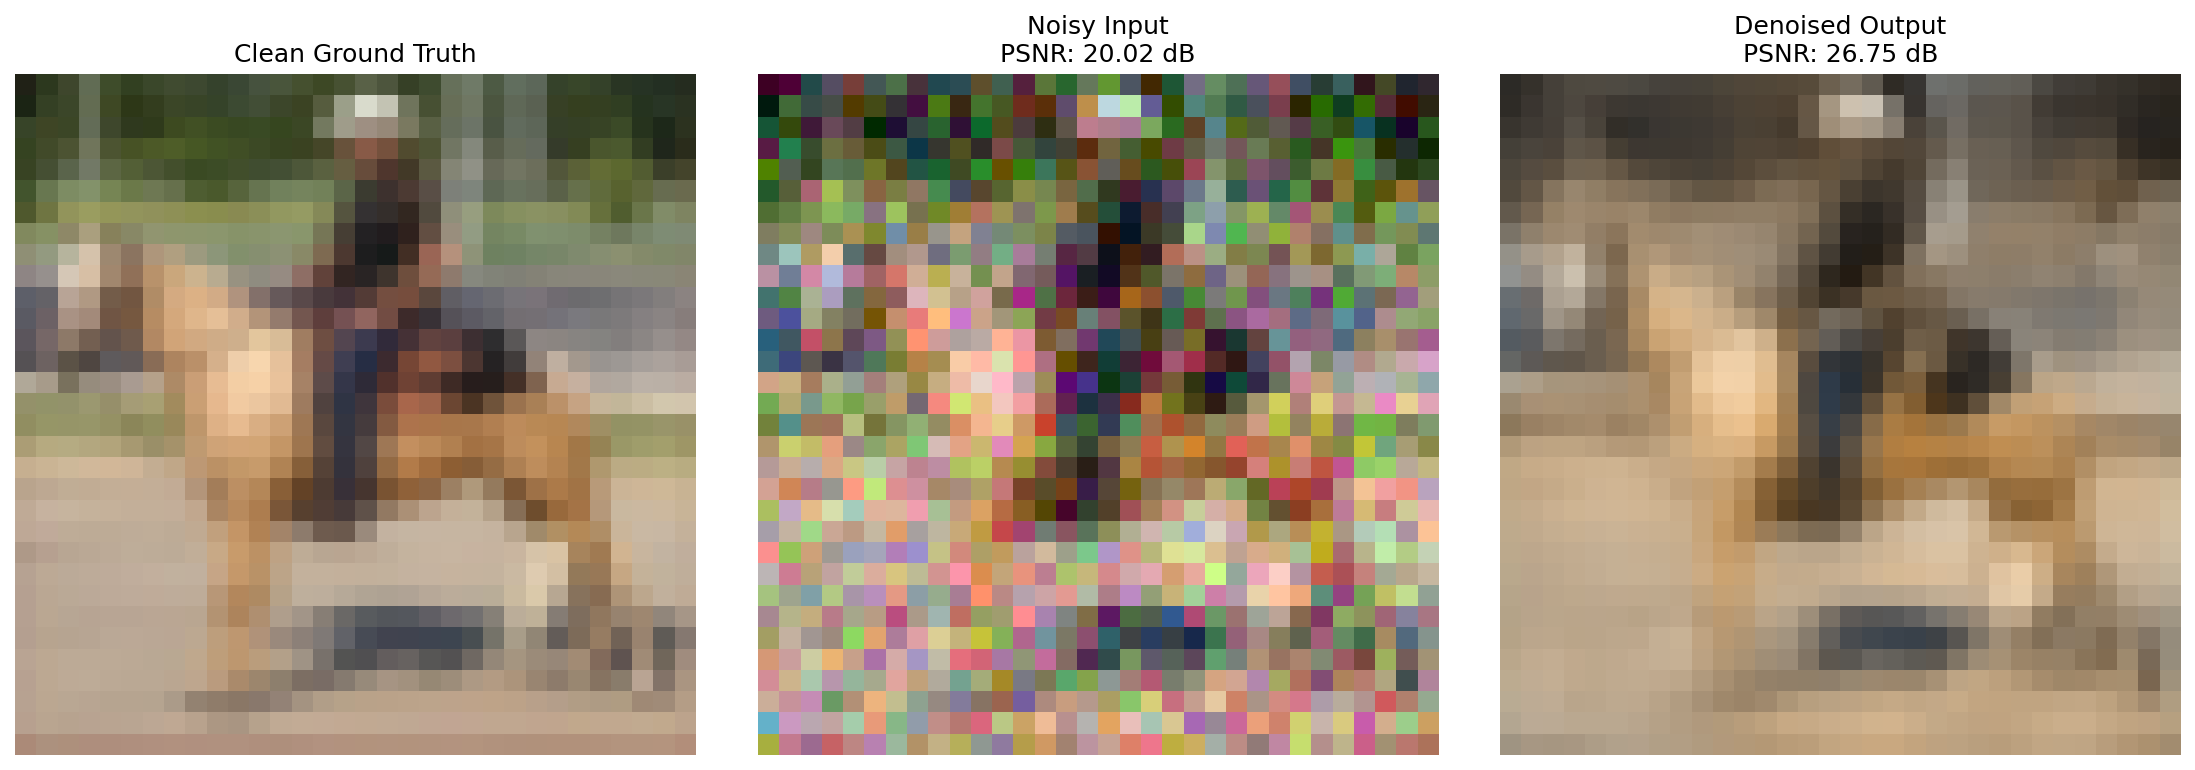 Clean Ground Truth
Noisy Input
PSNR: 20.02 dB
Denoised Output
PSNR: 26.75 dB